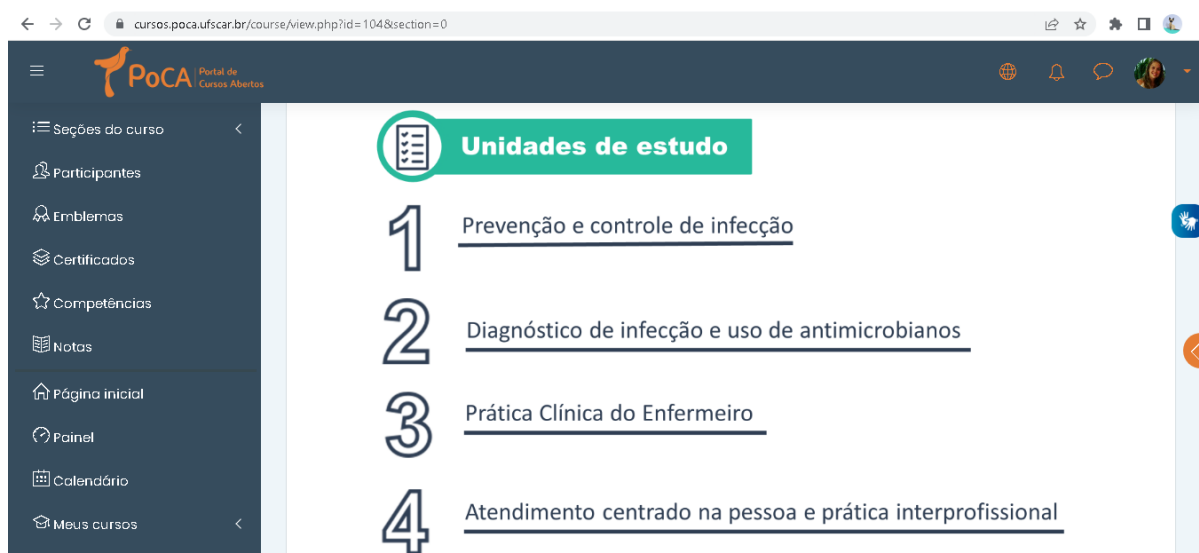 cursos.poca.ufscar.br/course/view.php?id=104&section=0
PoCA Portal de
Cursos Abertos
Seções do curso
Participantes
Emblemas
Certificados
Competências
Notas
Página inicial
Painel
Calendário
Meus cursos
Unidades de estudo
1 Prevenção e controle de infecção
2 Diagnóstico de infecção e uso de antimicrobianos
3 Prática Clínica do Enfermeiro
4 Atendimento centrado na pessoa e prática interprofissional